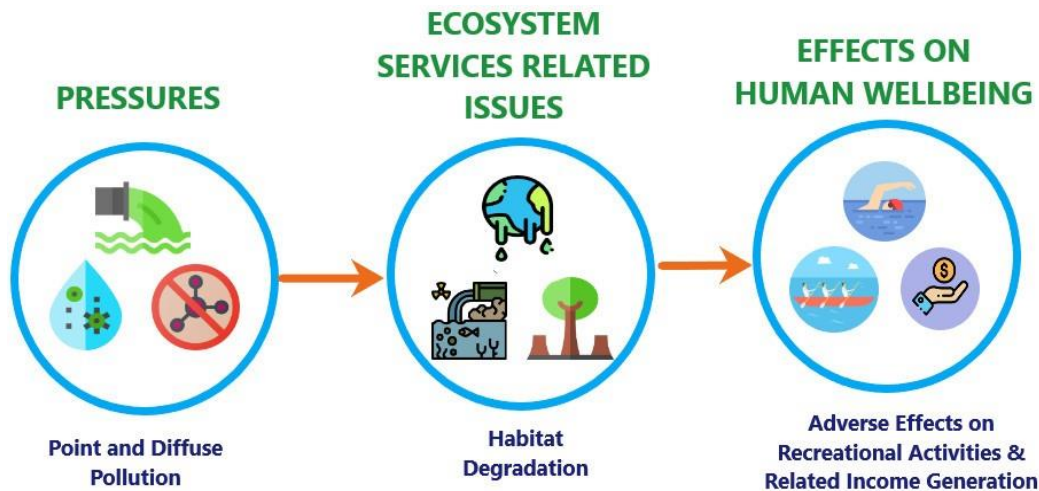 PRESSURES
Point and Diffuse
Pollution
ECOSYSTEM
SERVICES RELATED
ISSUES
Habitat
Degradation
EFFECTS ON
HUMAN WELLBEING
$
Adverse Effects on
Recreational Activities &
Related Income Generation